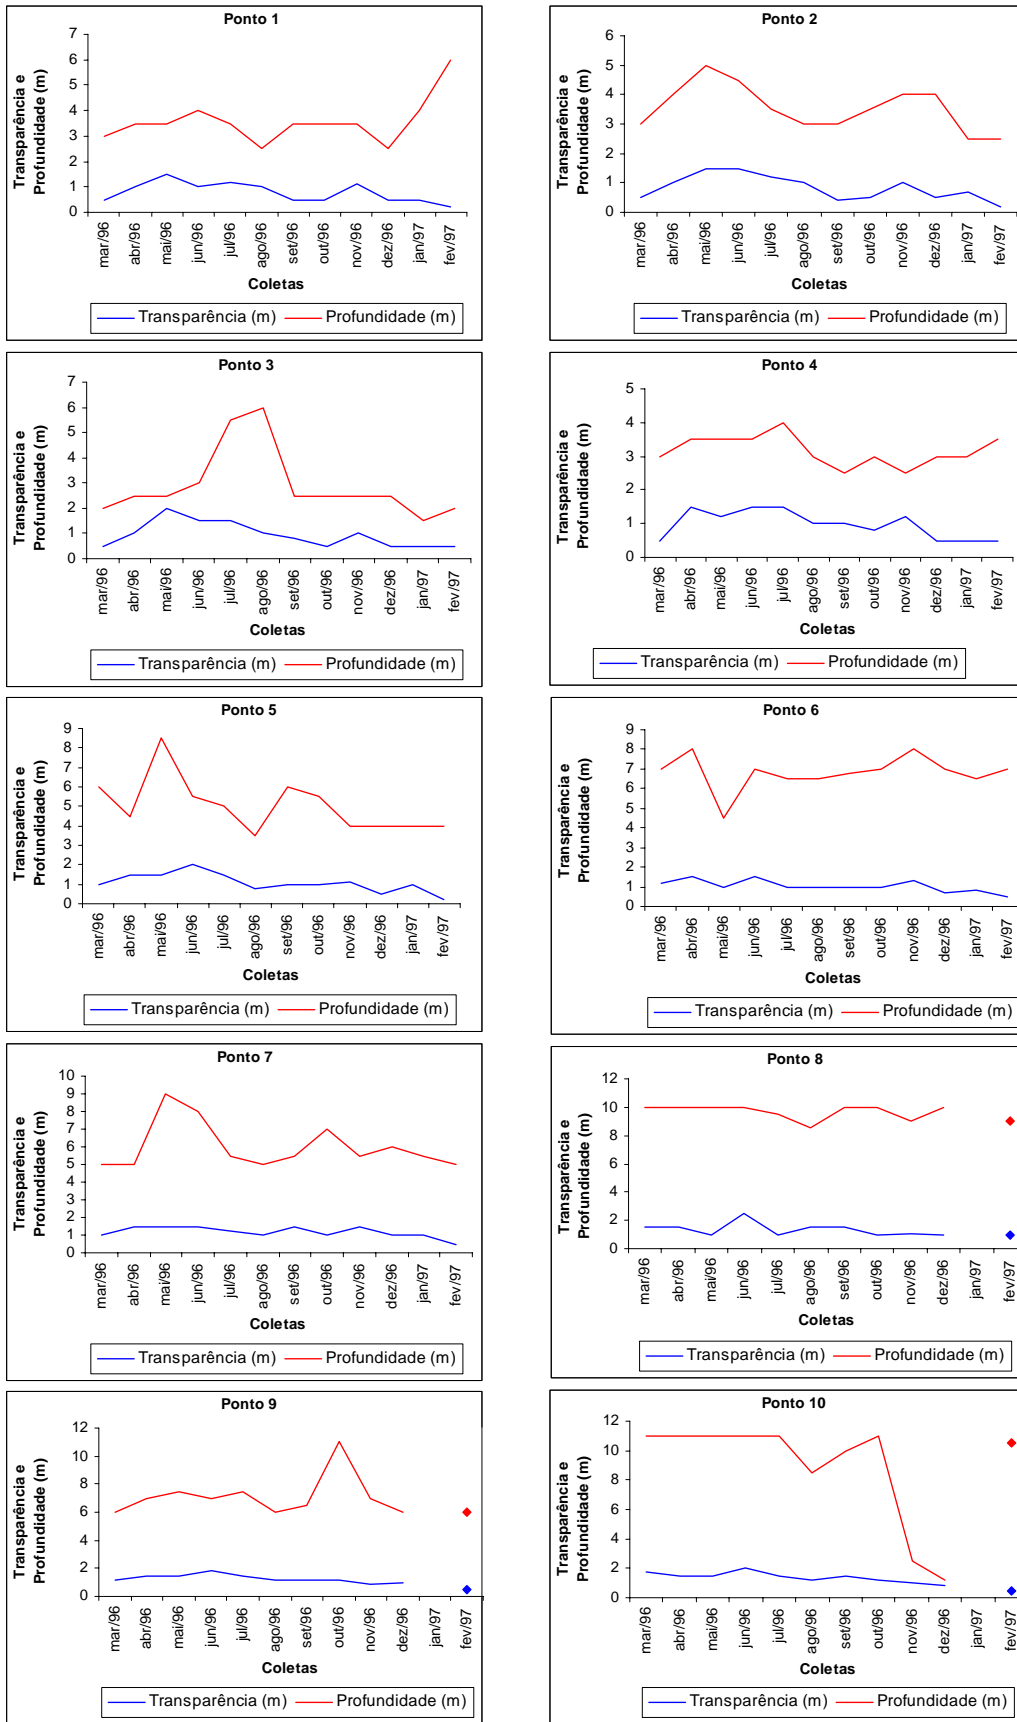 Ponto 1
Transparência e
Profundidade (m)
7
6
5
4
3
2
1
0
mar/96
abr/96
mai/96
jun/96
jul/96
ago/96
set/96
out/96
nov/96
dez/96
jan/97
fev/97
Coletas
Transparência (m) Profundidade (m)
Ponto 2
Transparência e
Profundidade (m)
6
5
4
3
2
1
0
mar/96
abr/96
mai/96
jun/96
jul/96
ago/96
set/96
out/96
nov/96
dez/96
jan/97
fev/97
Coletas
Transparência (m) Profundidade (m)
Ponto 3
Transparência e
Profundidade (m)
7
6
5
4
3
2
1
0
mar/96
abr/96
mai/96
jun/96
jul/96
ago/96
set/96
out/96
nov/96
dez/96
jan/97
fev/97
Coletas
Transparência (m) Profundidade (m)
Ponto 4
Transparência e
Profundidade (m)
5
4
3
2
1
0
mar/96
abr/96
mai/96
jun/96
jul/96
ago/96
set/96
out/96
nov/96
dez/96
jan/97
fev/97
Coletas
Transparência (m) Profundidade (m)
Ponto 5
Transparência e
Profundidade (m)
9
8
7
6
5
4
3
2
1
0
mar/96
abr/96
mai/96
jun/96
jul/96
ago/96
set/96
out/96
nov/96
dez/96
jan/97
fev/97
Coletas
Transparência (m) Profundidade (m)
Ponto 6
Transparência e
Profundidade (m)
9
8
7
6
5
4
3
2
1
0
mar/96
abr/96
mai/96
jun/96
jul/96
ago/96
set/96
out/96
nov/96
dez/96
jan/97
fev/97
Coletas
Transparência (m) Profundidade (m)
Ponto 7
Transparência e
Profundidade (m)
10
9
8
7
6
5
4
3
2
1
0
mar/96
abr/96
mai/96
jun/96
jul/96
ago/96
set/96
out/96
nov/96
dez/96
jan/97
fev/97
Coletas
Transparência (m) Profundidade (m)
Ponto 8
Transparência e
Profundidade (m)
12
10
8
6
4
2
0
mar/96
abr/96
mai/96
jun/96
jul/96
ago/96
set/96
out/96
nov/96
dez/96
jan/97
fev/97
Coletas
Transparência (m) Profundidade (m)
Ponto 9
Transparência e
Profundidade (m)
12
10
8
6
4
2
0
mar/96
abr/96
mai/96
jun/96
jul/96
ago/96
set/96
out/96
nov/96
dez/96
jan/97
fev/97
Coletas
Transparência (m) Profundidade (m)
Ponto 10
Transparência e
Profundidade (m)
12
10
8
6
4
2
0
mar/96
abr/96
mai/96
jun/96
jul/96
ago/96
set/96
out/96
nov/96
dez/96
jan/97
fev/97
Coletas
Transparência (m) Profundidade (m)